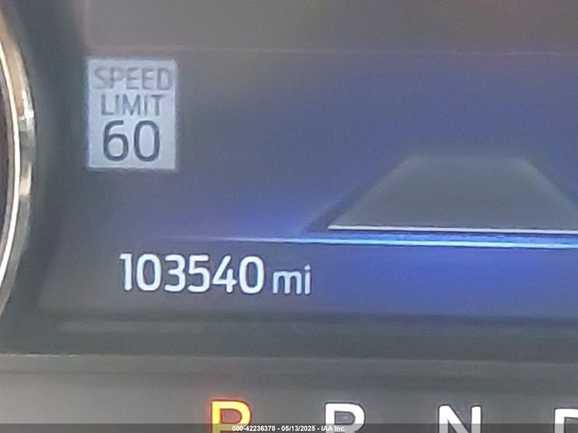 SPEED
LIMIT
60
103540 mi
P R N D
000-42236378 - 05/13/2025 - IAA Inc.